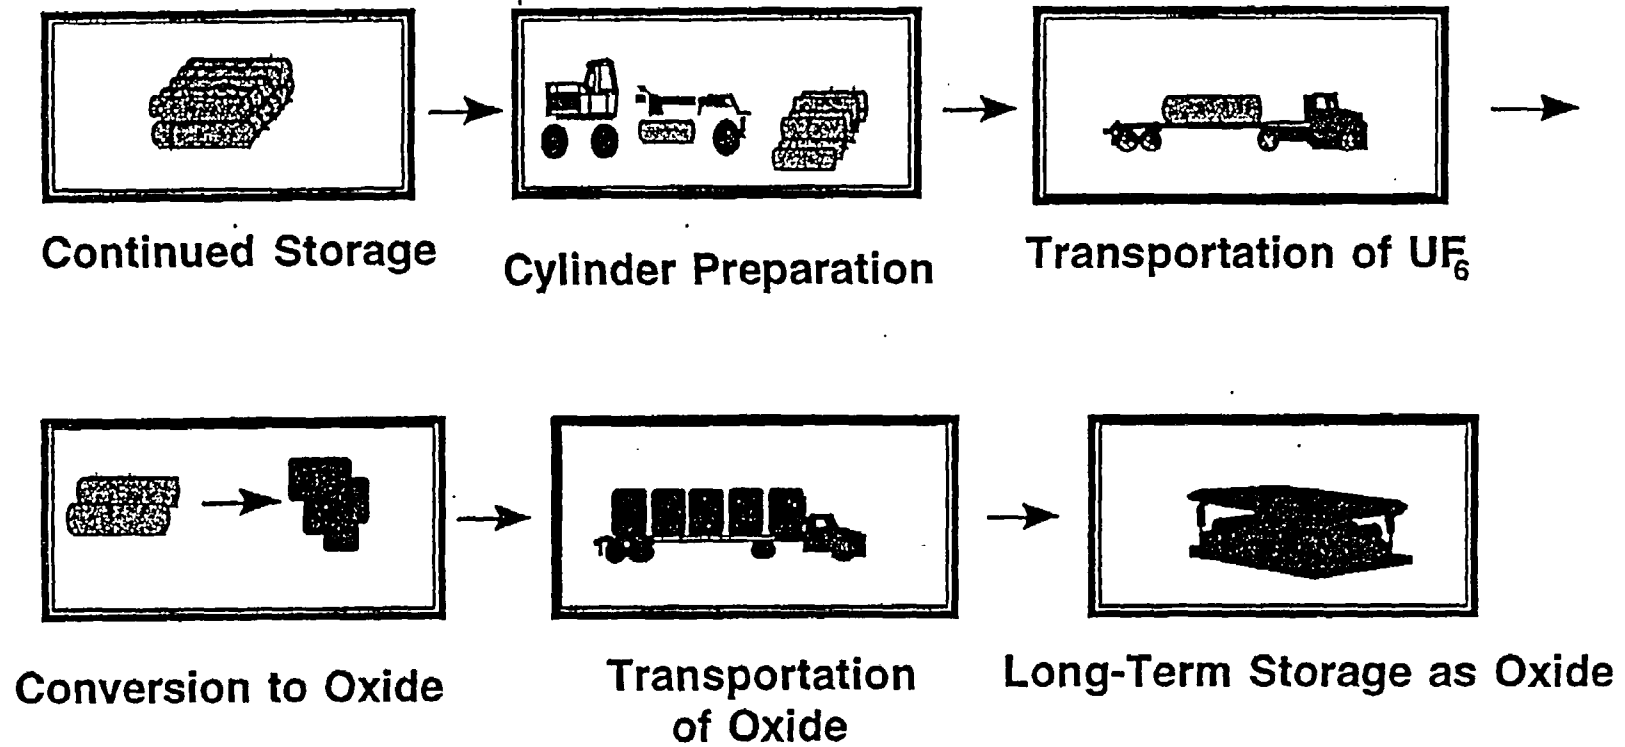 Continued Storage
Cylinder Preparation
Transportation of UF6
Conversion to Oxide
Transportation
of Oxide
Long-Term Storage as Oxide